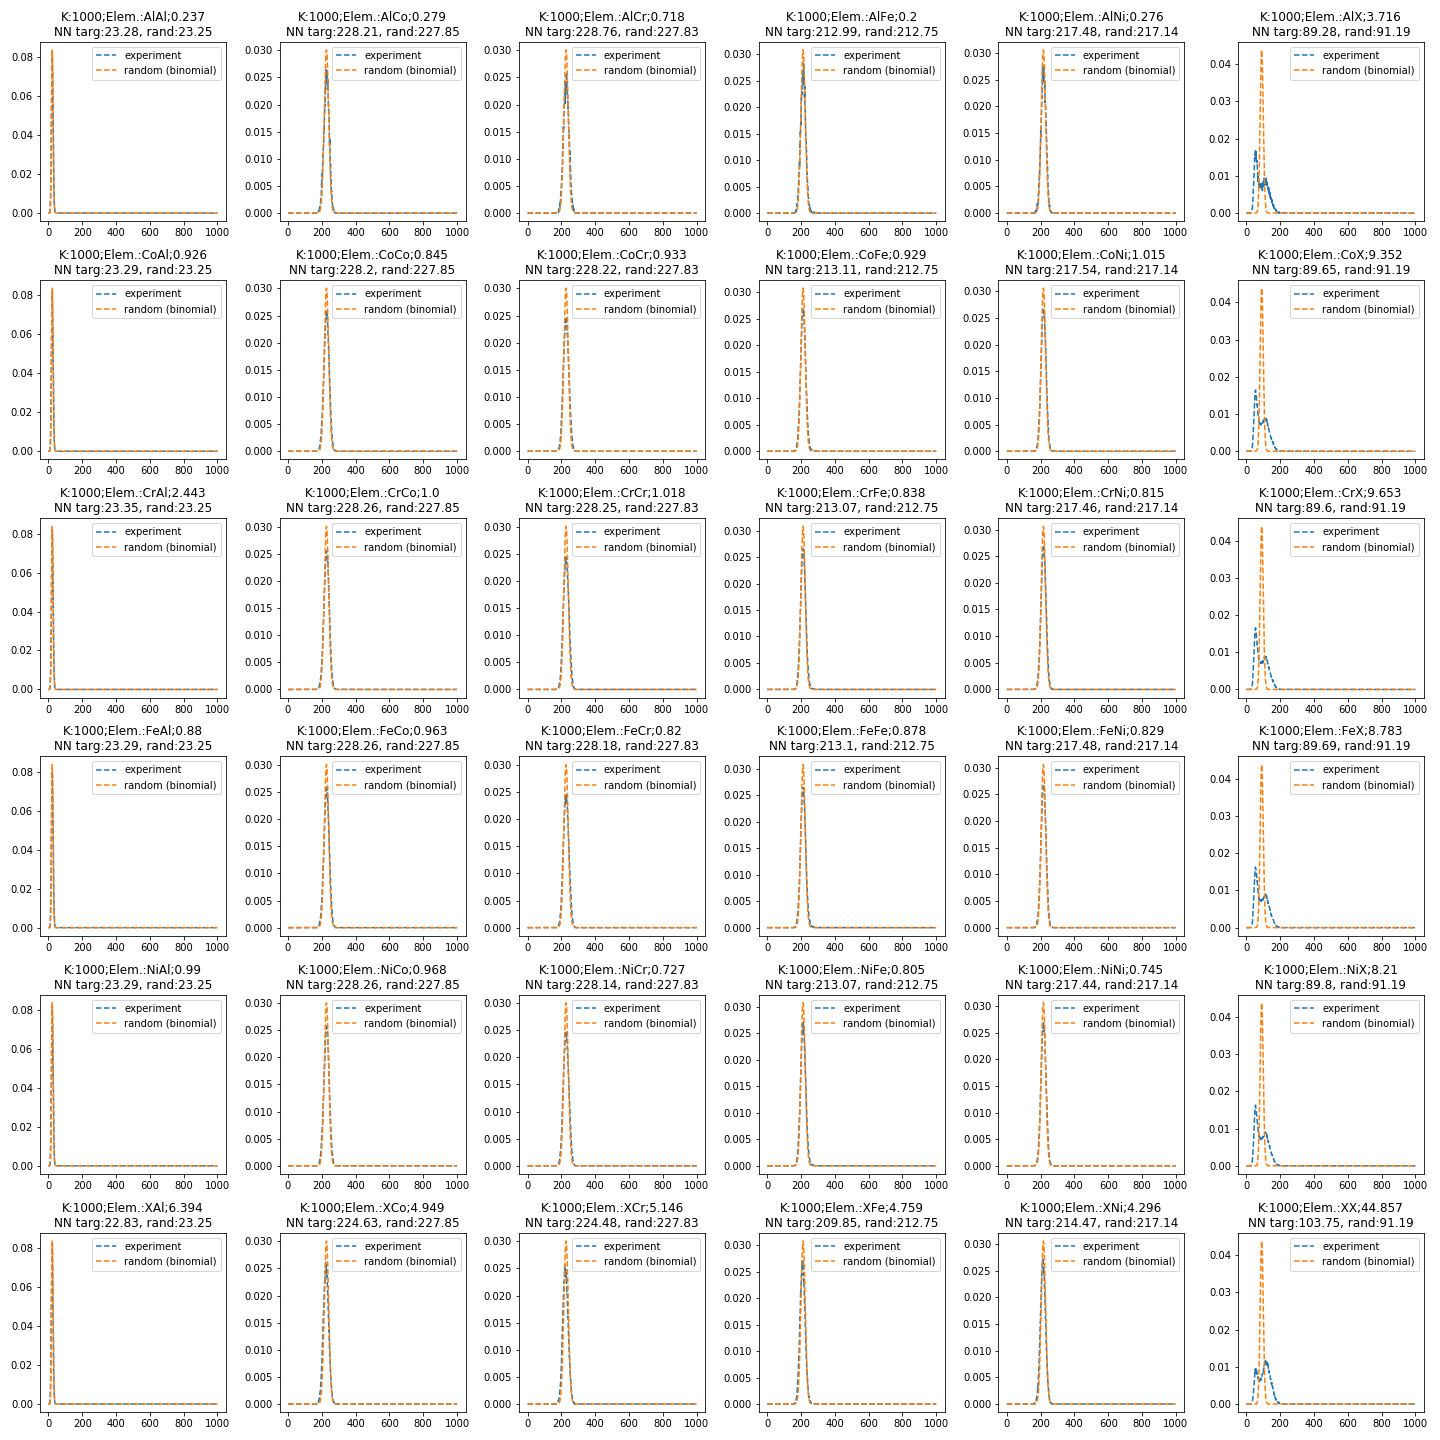 K:1000;Elem.:AlAl;0.237
NN targ:23.28, rand:23.25
experiment
random (binomial)
0.08
0.06
0.04
0.02
0.00
0 200 400 600 800 1000
K:1000;Elem.:AlCo;0.279
NN targ:228.21, rand:227.85
experiment
random (binomial)
0.030
0.025
0.020
0.015
0.010
0.005
0.000
0 200 400 600 800 1000
K:1000;Elem.:AlCr;0.718
NN targ:228.76, rand:227.83
experiment
random (binomial)
0.030
0.025
0.020
0.015
0.010
0.005
0.000
0 200 400 600 800 1000
K:1000;Elem.:AlFe;0.2
NN targ:212.99, rand:212.75
experiment
random (binomial)
0.030
0.025
0.020
0.015
0.010
0.005
0.000
0 200 400 600 800 1000
K:1000;Elem.:AlNi;0.276
NN targ:217.48, rand:217.14
experiment
random (binomial)
0.030
0.025
0.020
0.015
0.010
0.005
0.000
0 200 400 600 800 1000
K:1000;Elem.:AlX;3.716
NN targ:89.28, rand:91.19
experiment
random (binomial)
0.04
0.03
0.02
0.01
0.00
0 200 400 600 800 1000
K:1000;Elem.:CoAl;0.926
NN targ:23.29, rand:23.25
experiment
random (binomial)
0.08
0.06
0.04
0.02
0.00
0 200 400 600 800 1000
K:1000;Elem.:CoCo;0.845
NN targ:228.2, rand:227.85
experiment
random (binomial)
0.030
0.025
0.020
0.015
0.010
0.005
0.000
0 200 400 600 800 1000
K:1000;Elem.:CoCr;0.933
NN targ:228.22, rand:227.83
experiment
random (binomial)
0.030
0.025
0.020
0.015
0.010
0.005
0.000
0 200 400 600 800 1000
K:1000;Elem.:CoFe;0.929
NN targ:213.11, rand:212.75
experiment
random (binomial)
0.030
0.025
0.020
0.015
0.010
0.005
0.000
0 200 400 600 800 1000
K:1000;Elem.:CoNi;1.015
NN targ:217.54, rand:217.14
experiment
random (binomial)
0.030
0.025
0.020
0.015
0.010
0.005
0.000
0 200 400 600 800 1000
K:1000;Elem.:CoX;9.352
NN targ:89.65, rand:91.19
experiment
random (binomial)
0.04
0.03
0.02
0.01
0.00
0 200 400 600 800 1000
K:1000;Elem.:CrAl;2.443
NN targ:23.35, rand:23.25
experiment
random (binomial)
0.08
0.06
0.04
0.02
0.00
0 200 400 600 800 1000
K:1000;Elem.:CrCo;1.0
NN targ:228.26, rand:227.85
experiment
random (binomial)
0.030
0.025
0.020
0.015
0.010
0.005
0.000
0 200 400 600 800 1000
K:1000;Elem.:CrCr;1.018
NN targ:228.25, rand:227.83
experiment
random (binomial)
0.030
0.025
0.020
0.015
0.010
0.005
0.000
0 200 400 600 800 1000
K:1000;Elem.:CrFe;0.838
NN targ:213.07, rand:212.75
experiment
random (binomial)
0.030
0.025
0.020
0.015
0.010
0.005
0.000
0 200 400 600 800 1000
K:1000;Elem.:CrNi;0.815
NN targ:217.46, rand:217.14
experiment
random (binomial)
0.030
0.025
0.020
0.015
0.010
0.005
0.000
0 200 400 600 800 1000
K:1000;Elem.:CrX;9.653
NN targ:89.6, rand:91.19
experiment
random (binomial)
0.04
0.03
0.02
0.01
0.00
0 200 400 600 800 1000
K:1000;Elem.:FeAl;0.88
NN targ:23.29, rand:23.25
experiment
random (binomial)
0.08
0.06
0.04
0.02
0.00
0 200 400 600 800 1000
K:1000;Elem.:FeCo;0.963
NN targ:228.26, rand:227.85
experiment
random (binomial)
0.030
0.025
0.020
0.015
0.010
0.005
0.000
0 200 400 600 800 1000
K:1000;Elem.:FeCr;0.82
NN targ:228.18, rand:227.83
experiment
random (binomial)
0.030
0.025
0.020
0.015
0.010
0.005
0.000
0 200 400 600 800 1000
K:1000;Elem.:FeFe;0.878
NN targ:213.1, rand:212.75
experiment
random (binomial)
0.030
0.025
0.020
0.015
0.010
0.005
0.000
0 200 400 600 800 1000
K:1000;Elem.:FeNi;0.829
NN targ:217.48, rand:217.14
experiment
random (binomial)
0.030
0.025
0.020
0.015
0.010
0.005
0.000
0 200 400 600 800 1000
K:1000;Elem.:FeX;8.783
NN targ:89.69, rand:91.19
experiment
random (binomial)
0.04
0.03
0.02
0.01
0.00
0 200 400 600 800 1000
K:1000;Elem.:NiAl;0.99
NN targ:23.29, rand:23.25
experiment
random (binomial)
0.08
0.06
0.04
0.02
0.00
0 200 400 600 800 1000
K:1000;Elem.:NiCo;0.968
NN targ:228.26, rand:227.85
experiment
random (binomial)
0.030
0.025
0.020
0.015
0.010
0.005
0.000
0 200 400 600 800 1000
K:1000;Elem.:NiCr;0.727
NN targ:228.14, rand:227.83
experiment
random (binomial)
0.030
0.025
0.020
0.015
0.010
0.005
0.000
0 200 400 600 800 1000
K:1000;Elem.:NiFe;0.805
NN targ:213.07, rand:212.75
experiment
random (binomial)
0.030
0.025
0.020
0.015
0.010
0.005
0.000
0 200 400 600 800 1000
K:1000;Elem.:NiNi;0.745
NN targ:217.44, rand:217.14
experiment
random (binomial)
0.030
0.025
0.020
0.015
0.010
0.005
0.000
0 200 400 600 800 1000
K:1000;Elem.:NiX;8.21
NN targ:89.8, rand:91.19
experiment
random (binomial)
0.04
0.03
0.02
0.01
0.00
0 200 400 600 800 1000
K:1000;Elem.:XAl;6.394
NN targ:22.83, rand:23.25
experiment
random (binomial)
0.08
0.06
0.04
0.02
0.00
0 200 400 600 800 1000
K:1000;Elem.:XCo;4.949
NN targ:224.63, rand:227.85
experiment
random (binomial)
0.030
0.025
0.020
0.015
0.010
0.005
0.000
0 200 400 600 800 1000
K:1000;Elem.:XCr;5.146
NN targ:224.48, rand:227.83
experiment
random (binomial)
0.030
0.025
0.020
0.015
0.010
0.005
0.000
0 200 400 600 800 1000
K:1000;Elem.:XFe;4.759
NN targ:209.85, rand:212.75
experiment
random (binomial)
0.030
0.025
0.020
0.015
0.010
0.005
0.000
0 200 400 600 800 1000
K:1000;Elem.:XNi;4.296
NN targ:214.47, rand:217.14
experiment
random (binomial)
0.030
0.025
0.020
0.015
0.010
0.005
0.000
0 200 400 600 800 1000
K:1000;Elem.:XX;44.857
NN targ:103.75, rand:91.19
experiment
random (binomial)
0.04
0.03
0.02
0.01
0.00
0 200 400 600 800 1000